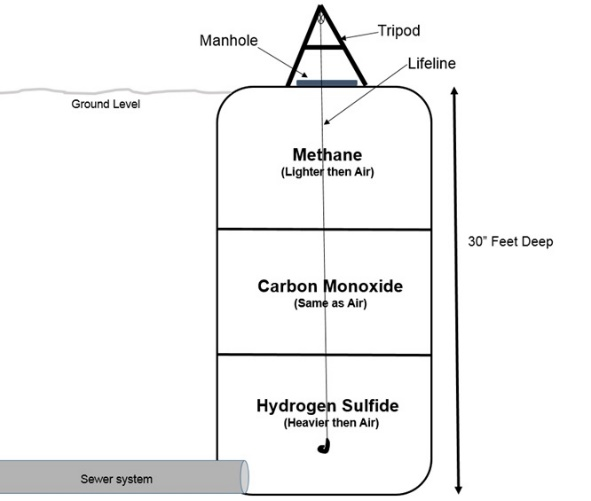 Manhole
Tripod
Lifeline
Ground Level
Methane
(Lighter then Air)
30” Feet Deep
Carbon Monoxide
(Same as Air)
Hydrogen Sulfide
(Heavier then Air)
Sewer system